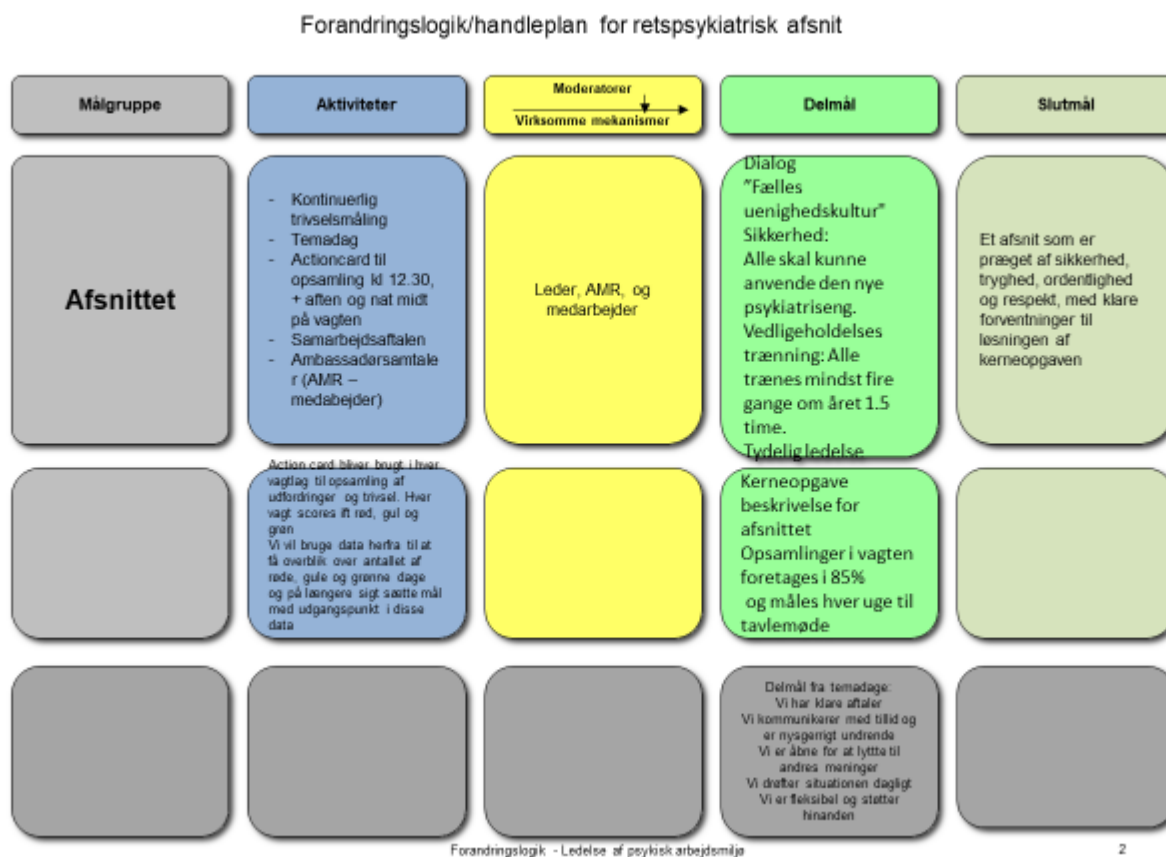 Forandringslogik/handleplan for retspsykiatrisk afsnit
Målgruppe
Aktiviteter
Moderatorer
Virksomme mekanismer
Delmål
Slutmål
Afsnittet
- Kontinuerlig
trivselsmåling
- Temadag
- Actioncard til
opsamling kl 12.30,
+ aften og nat midt
på vagten
- Samarbejdsaftalen
- Ambassadørsamtale
r (AMR –
medabejder)
Leder, AMR, og
medarbejder
Dialog
"Fælles
uenighedskultur"
Sikkerhed:
Alle skal kunne
anvende den nye
psykiatriseng.
Vedligeholdelses
trænning: Alle
trænes mindst fire
gange om året 1.5
time.
Tydelig ledelse
Et afsnit som er
præget af sikkerhed,
tryghed, ordentlighed
og respekt, med klare
forventninger til
løsningen af
kerneopgaven
Action card bliver brugt i hver
vagtlag til opsamling af
udfordringer og trivsel. Hver
vagt scores ift rød, gul og
grøn
Vi vil bruge data herfra til at
få overblik over antallet af
røde, gule og grønne dage
og på længere sigt sætte mål
med udgangspunkt i disse
data
Kerneopgave
beskrivelse for
afsnittet
Opsamlinger i vagten
foretages i 85%
og måles hver uge til
tavlemøde
Delmål fra temadage:
Vi har klare aftaler
Vi kommunikerer med tillid og
er nysgerrigt undrende
Vi er åbne for at lyttte til
andres meninger
Vi drøfter situationen dagligt
Vi er fleksibel og støtter
hinanden
Forandringslogik - Ledelse af psykisk arbejdsmiljø
2